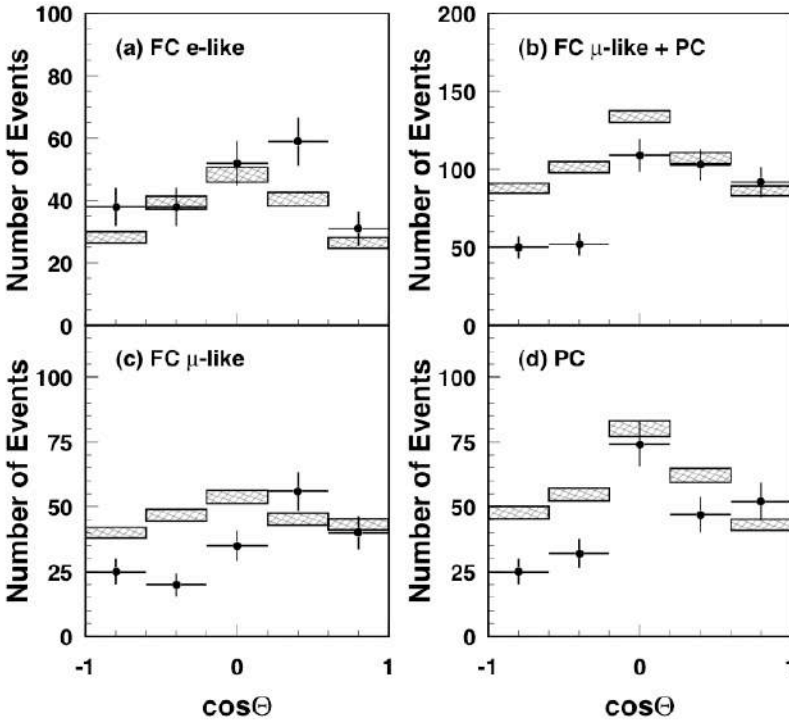 100
80
60
40
20
0
Number of Events
(a) FC e-like
200
150
100
50
0
Number of Events
(b) FC μ-like + PC
100
75
50
25
0
Number of Events
(c) FC μ-like
-1
0
1
cosΘ
100
75
50
25
0
Number of Events
(d) PC
-1
0
1
cosΘ